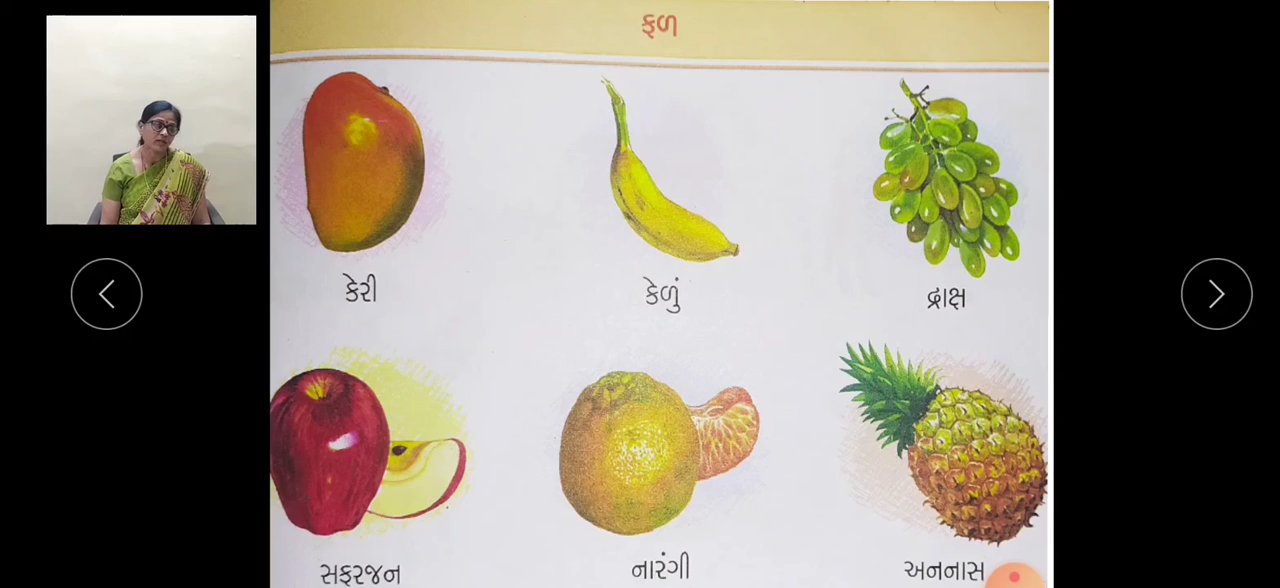 ફળ
કેરી કેળું દ્રાક્ષ
સફરજન નારંગી અનનાસ